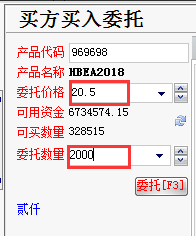 买方买入委托
产品代码 969698
产品名称 HBEA2018
委托价格 20.5
可用资金 6734574.15
可买数量 328515
委托数量 2000
委托[F3]
贰仟